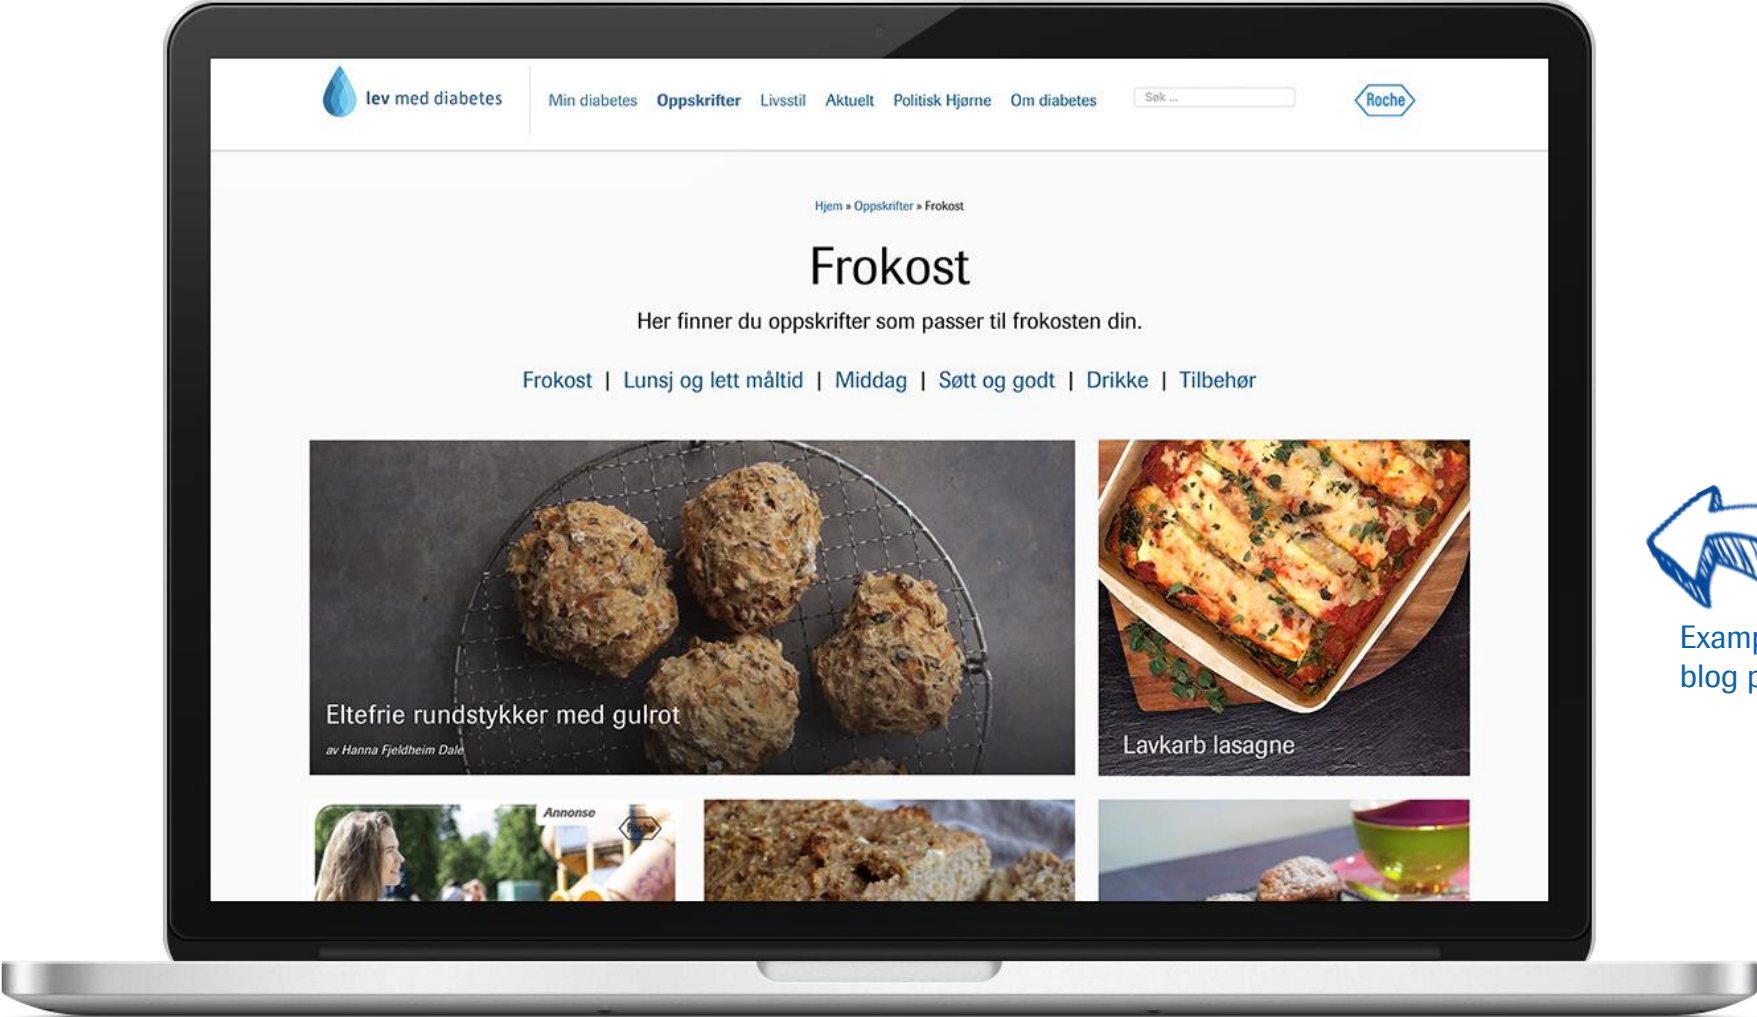 lev med diabetes
Min diabetes Oppskrifter Livsstil Aktuelt Politisk Hjørne Om diabetes
Søk ...
Roche
Hjem » Oppskrifter » Frokost
Frokost
Her finner du oppskrifter som passer til frokosten din.
Frokost | Lunsj og lett måltid | Middag | Søtt og godt | Drikke | Tilbehør
Eltefrie rundstykker med gulrot
av Hanna Fjeldheim Dale
Lavkarb lasagne
Annonse
Roche
blog